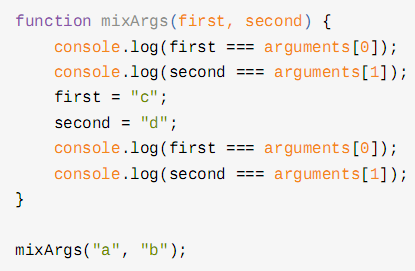 function mixArgs(first, second) {
    console.log(first === arguments[0]);
    console.log(second === arguments[1]);
    first = "c";
    second = "d";
    console.log(first === arguments[0]);
    console.log(second === arguments[1]);
}

mixArgs("a", "b");